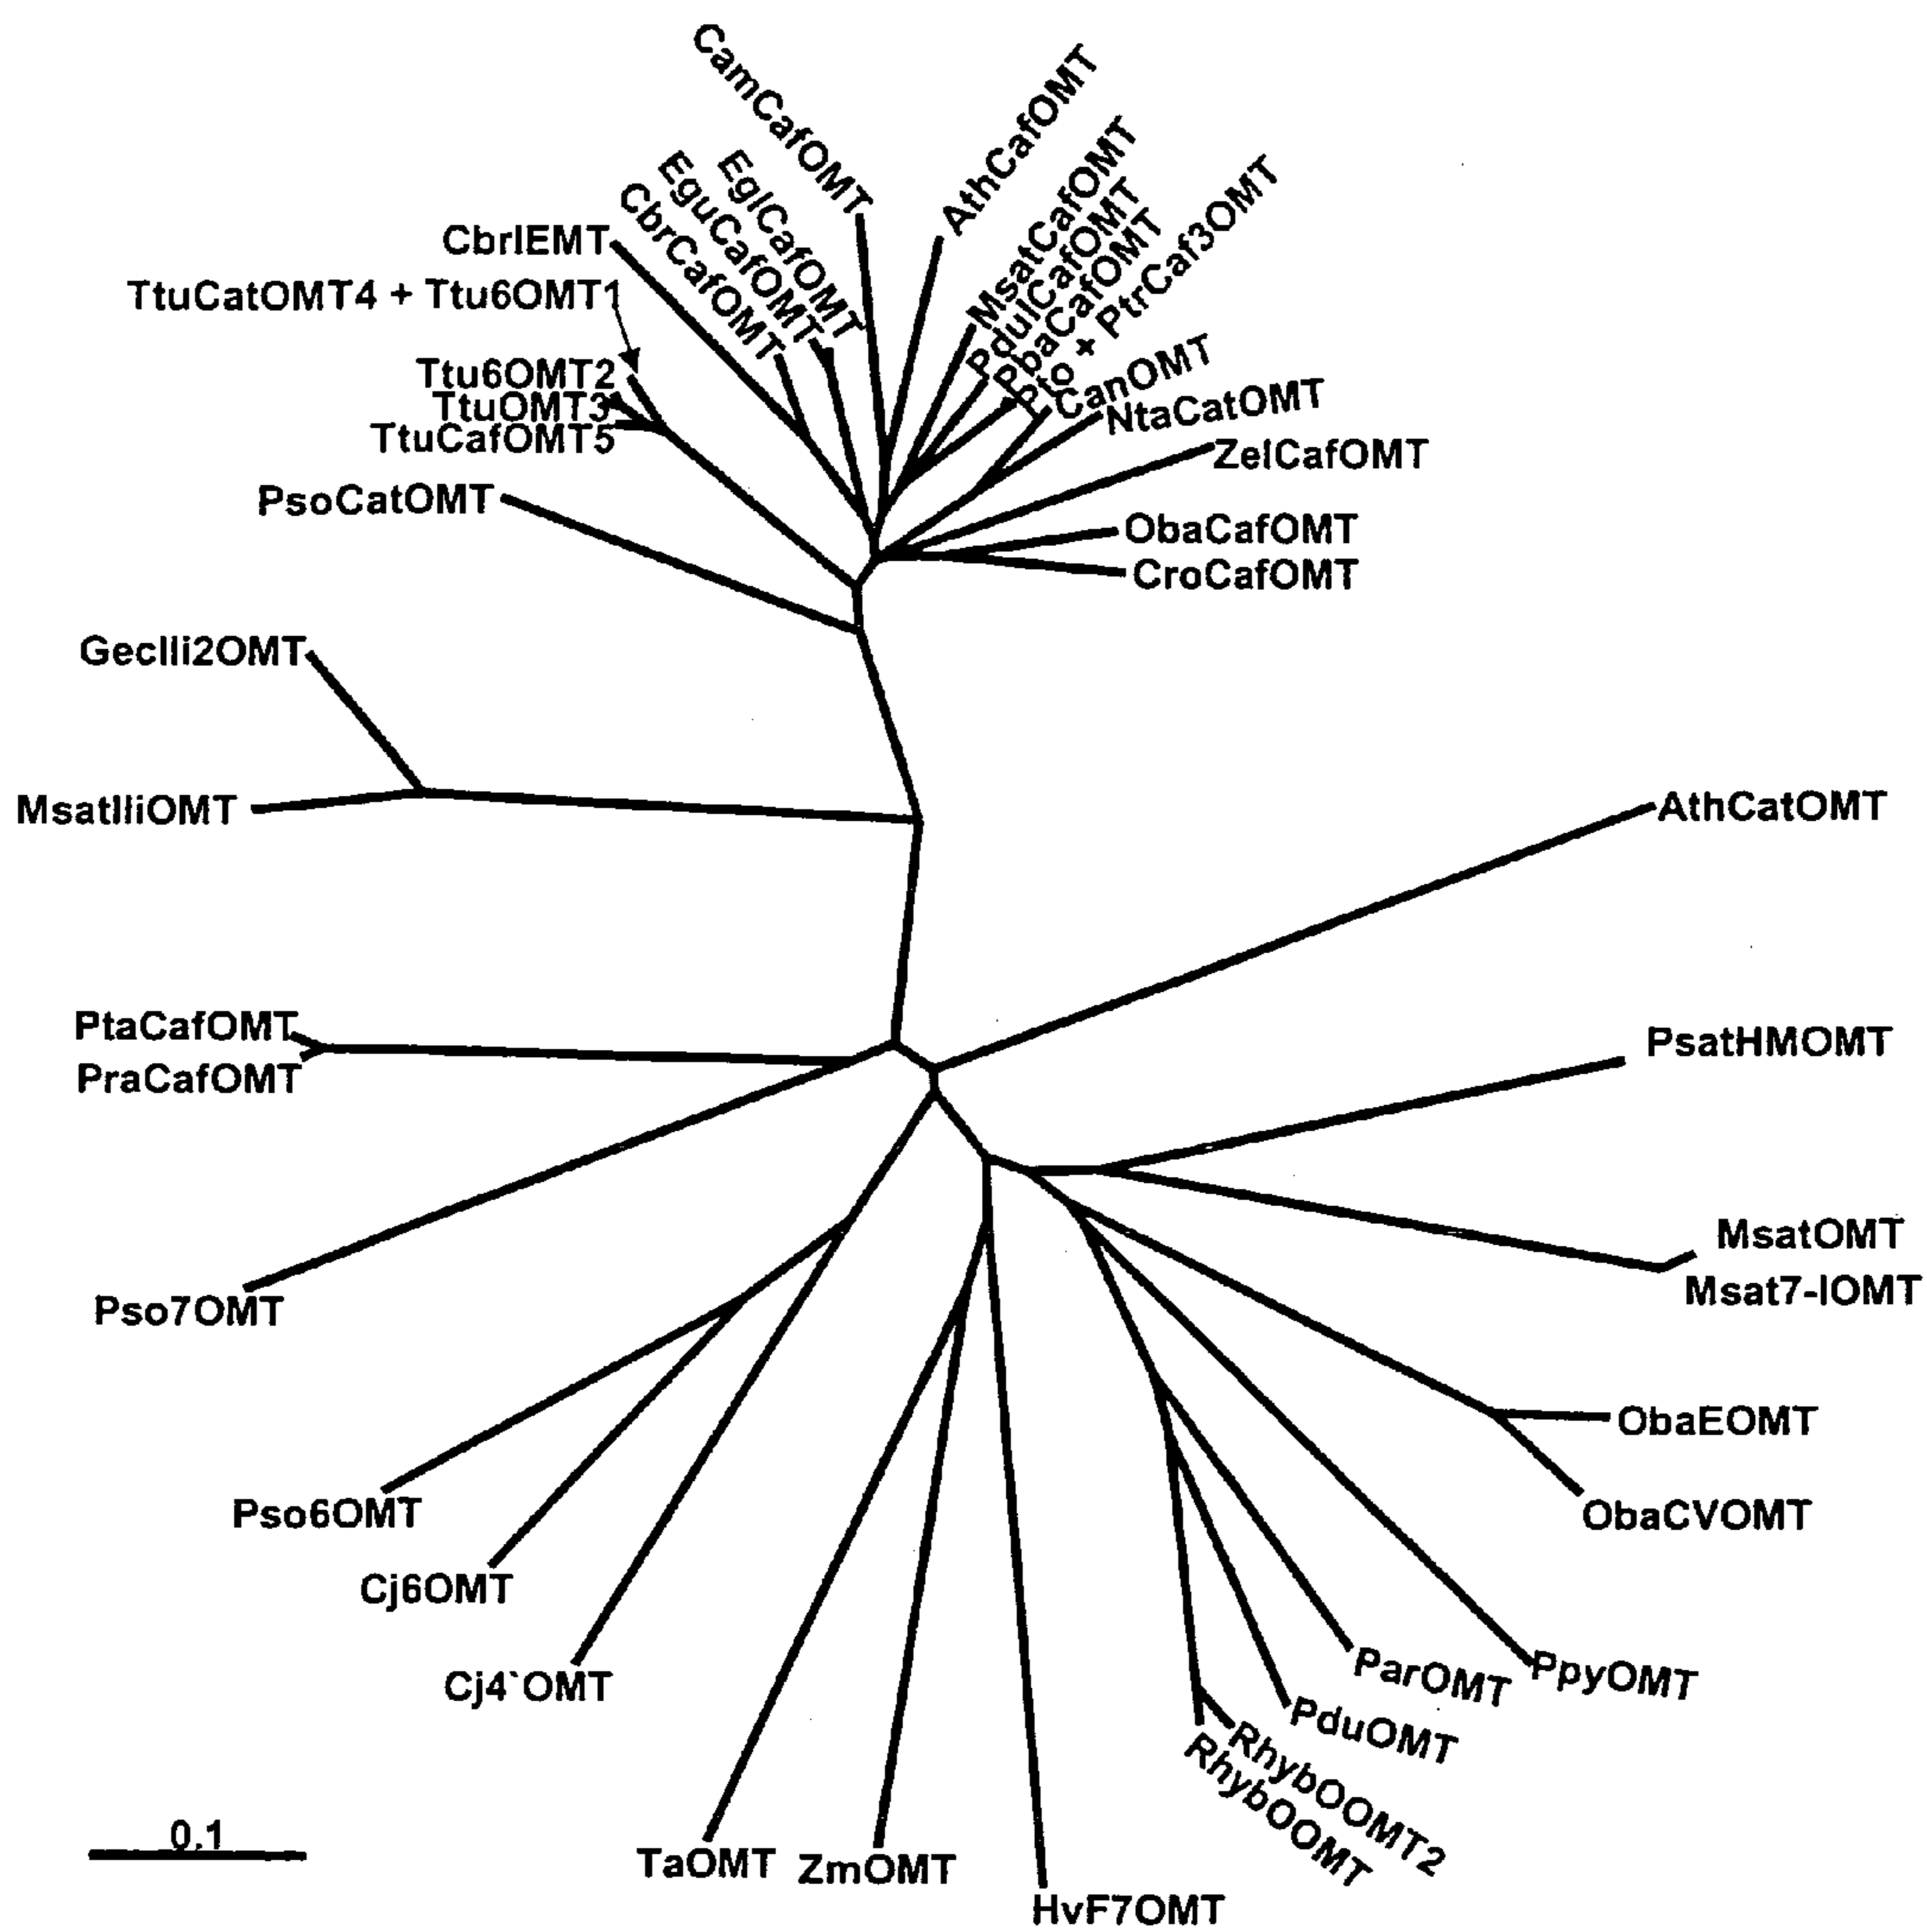 CamCafOMT
AthCafOMT
MsatCafOMT
PdulCafOMT
PbaCafOMT
Pto + PtrCaf3OMT
EglCafOMT
EguCafOMT
CbrCafOMT
CbrIEMT
TtuCatOMT4 + Ttu6OMT1
Ttu6OMT2
TtuOMT3
TtuCafOMT5
CanOMT
NtaCatOMT
ZelCafOMT
PsoCatOMT
ObaCafOMT
CroCafOMT
GeclIi2OMT
MsatIliOMT
AthCatOMT
PtaCafOMT
PraCafOMT
PsatHMOMT
MsatOMT
Msat7-IOMT
Pso7OMT
ObaEOMT
ObaCVOMT
Pso6OMT
Cj6OMT
Cj4`OMT
ParOMT
PpyOMT
PduOMT
RhybOOMT2
RhybOOMT
0.1
TaOMT
ZmOMT
HvF7OMT